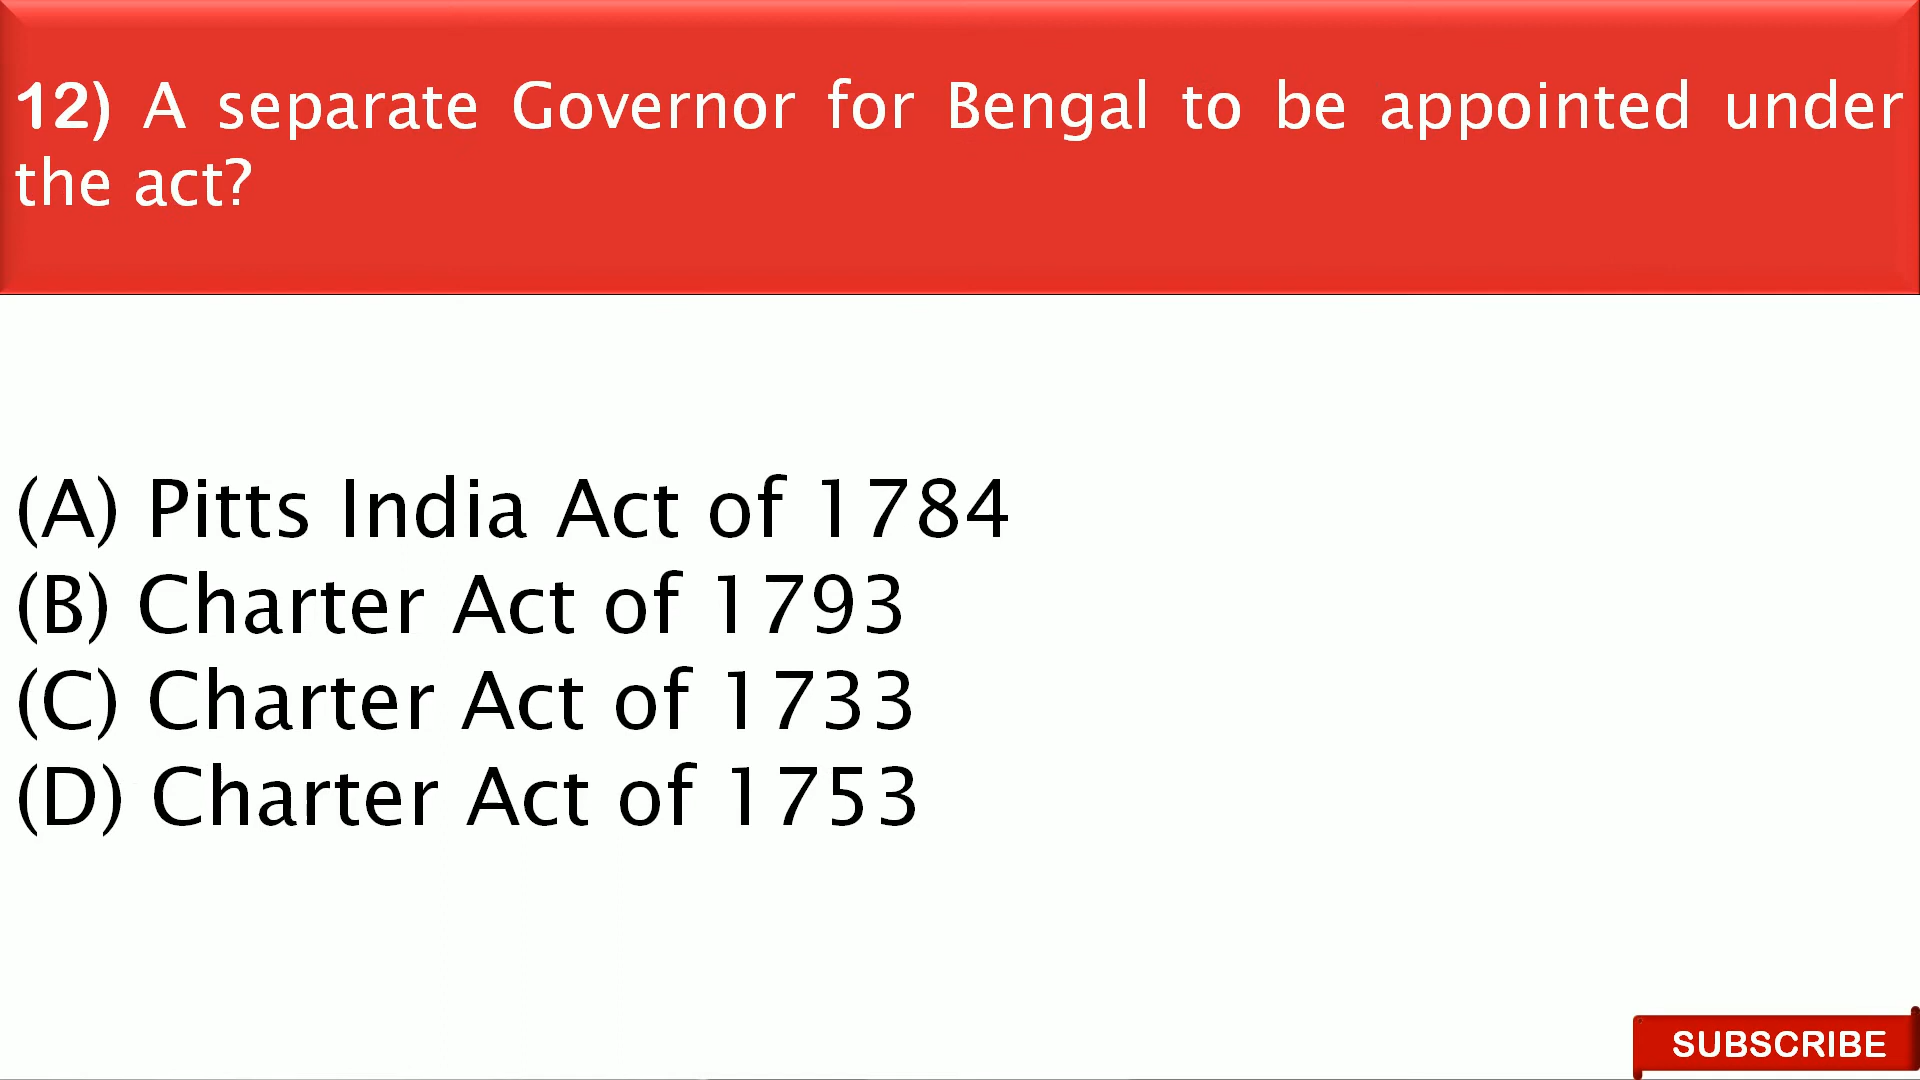 12) A separate Governor for Bengal to be appointed under
the act?
(A) Pitts India Act of 1784
(B) Charter Act of 1793
(C) Charter Act of 1733
(D) Charter Act of 1753
SUBSCRIBE